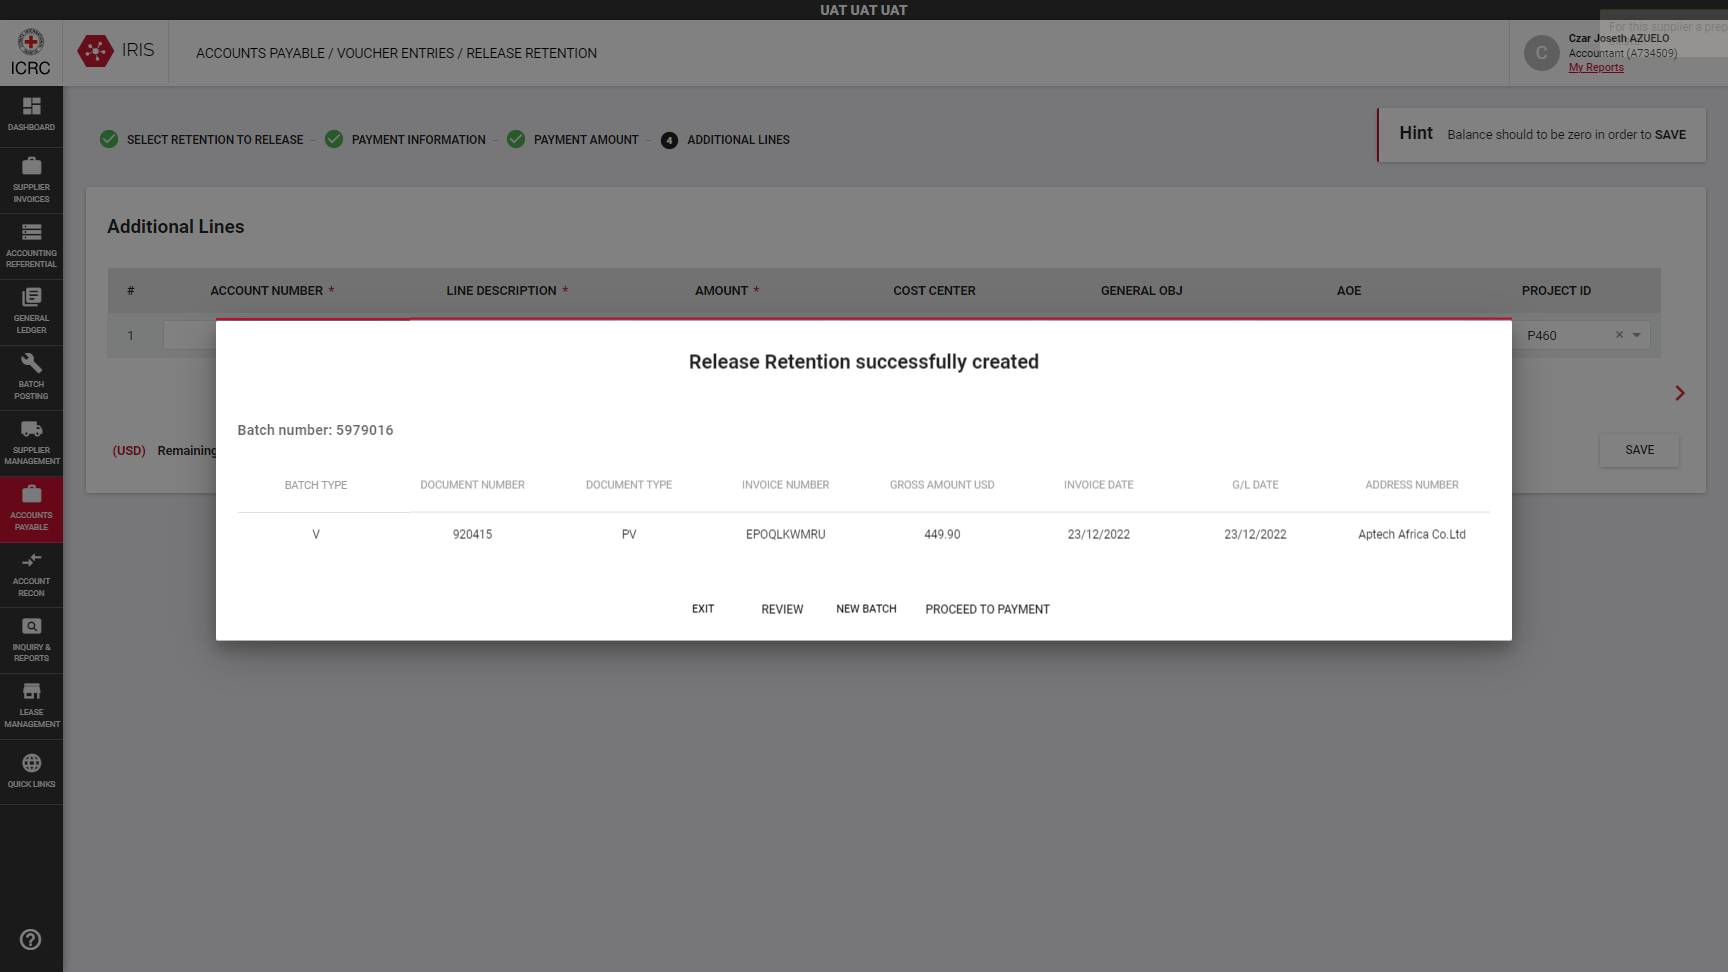 UAT UAT UAT
ICRC
IRIS
ACCOUNTS PAYABLE / VOUCHER ENTRIES / RELEASE RETENTION
For this supplier a prep
C
Czar Joseth AZUELO
Accountant (A734509)
My Reports
DASHBOARD
SUPPLIER
INVOICES
ACCOUNTING
REFERENTIAL
GENERAL
LEDGER
BATCH
POSTING
SUPPLIER
MANAGEMENT
ACCOUNTS
PAYABLE
ACCOUNT
RECON
INQUIRY &
REPORTS
LEASE
MANAGEMENT
QUICK LINKS
SELECT RETENTION TO RELEASE
PAYMENT INFORMATION
PAYMENT AMOUNT
4 ADDITIONAL LINES
Hint Balance should to be zero in order to SAVE
Additional Lines
# ACCOUNT NUMBER * LINE DESCRIPTION * AMOUNT * COST CENTER GENERAL OBJ AOE PROJECT ID
1 P460
(USD) Remaining
SAVE
Release Retention successfully created
Batch number: 5979016
BATCH TYPE DOCUMENT NUMBER DOCUMENT TYPE INVOICE NUMBER GROSS AMOUNT USD INVOICE DATE G/L DATE ADDRESS NUMBER
V 920415 PV EPOQLKWMRU 449.90 23/12/2022 23/12/2022 Aptech Africa Co.Ltd
EXIT REVIEW NEW BATCH PROCEED TO PAYMENT